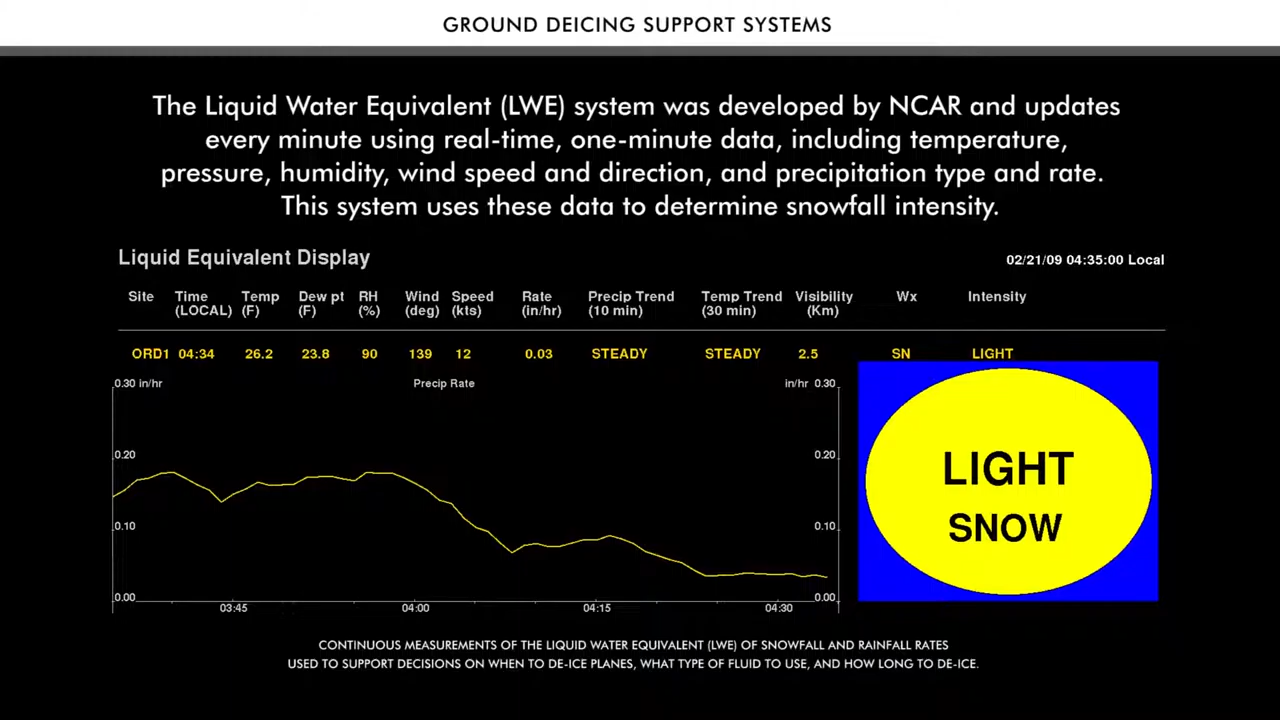 GROUND DEICING SUPPORT SYSTEMS
The Liquid Water Equivalent (LWE) system was developed by NCAR and updates
every minute using real-time, one-minute data, including temperature,
pressure, humidity, wind speed and direction, and precipitation type and rate.
This system uses these data to determine snowfall intensity.
Liquid Equivalent Display
02/21/09 04:35:00 Local
Site Time Temp Dew pt RH Wind Speed Rate Precip Trend Temp Trend Visibility Wx Intensity
(LOCAL) (F) (F) (%) (deg) (kts) (in/hr) (10 min) (30 min) (Km)
ORD1 04:34 26.2 23.8 90 139 12 0.03 STEADY STEADY 2.5 SN LIGHT
0.30 in/hr Precip Rate in/hr 0.30
0.20 0.20
0.10 0.10
0.00 0.00
03:45 04:00 04:15 04:30
LIGHT
SNOW
CONTINUOUS MEASUREMENTS OF THE LIQUID WATER EQUIVALENT (LWE) OF SNOWFALL AND RAINFALL RATES
USED TO SUPPORT DECISIONS ON WHEN TO DE-ICE PLANES, WHAT TYPE OF FLUID TO USE, AND HOW LONG TO DE-ICE.